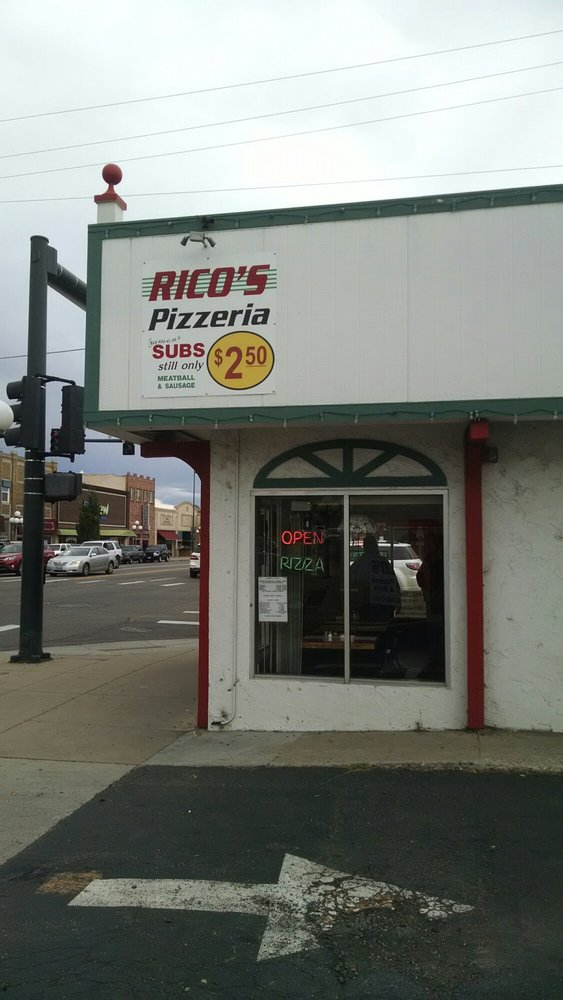 RICO'S
Pizzeria
famous
SUBS
still only
$2.50
MEATBALL
& SAUSAGE
OPEN
PIZZA